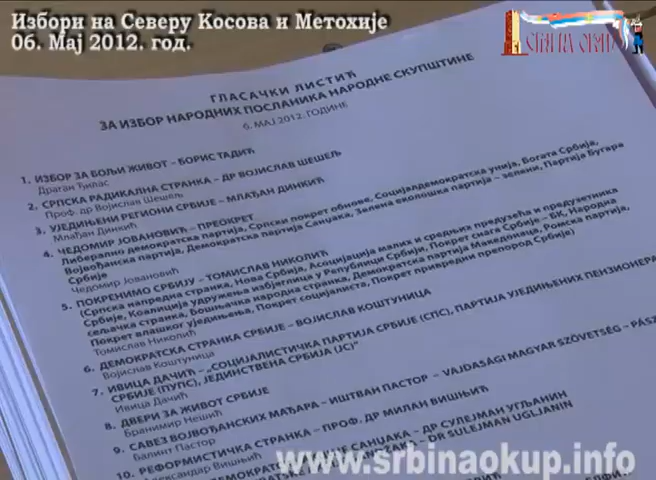 Избори на Северу Косова и Метохије
06. Мај 2012. год.
ГЛАСАЧКИ ЛИСТИЋ
ЗА ИЗБОР НАРОДНИХ ПОСЛАНИКА НАРОДНЕ СКУПШТИНЕ
6. МАЈ 2012. ГОДИНЕ
1. ИЗБОР ЗА БОЉИ ЖИВОТ – БОРИС ТАДИЋ
Драган Ђилас
2. СРПСКА РАДИКАЛНА СТРАНКА – ДР ВОЈИСЛАВ ШЕШЕЉ
Проф. др Војислав Шешељ
3. УЈЕДИЊЕНИ РЕГИОНИ СРБИЈЕ – МЛАЂАН ДИНКИЋ
Млађан Динкић
4. ЧЕДОМИР ЈОВАНОВИЋ – ПРЕОКРЕТ
Либерално демократска партија, Српски покрет обнове, Социјалдемократска унија, Богата Србија,
Војвођанска партија, Демократска партија Санџака, Зелена еколошка партија – зелени, Партија Бугара
Србије
Чедомир Јовановић
5. ПОКРЕНИМО СРБИЈУ – ТОМИСЛАВ НИКОЛИЋ
(Српска напредна странка, Нова Србија, Асоцијација малих и средњих предузећа и предузетника
Србије, Коалиција удружења избјеглица у Републици Србији, Покрет снага Србије – БК, Народна
сељачка странка, Бошњачка народна странка, Демократска партија Македонаца, Ромска партија,
Покрет влашког уједињења, Покрет социјалиста, Покрет привредни препород Србије)
Томислав Николић
6. ДЕМОКРАТСКА СТРАНКА СРБИЈЕ – ВОЈИСЛАВ КОШТУНИЦА
Војислав Коштуница
7. ИВИЦА ДАЧИЋ – „СОЦИЈАЛИСТИЧКА ПАРТИЈА СРБИЈЕ (СПС), ПАРТИЈА УЈЕДИЊЕНИХ ПЕНЗИОНЕРА
СРБИЈЕ (ПУПС), ЈЕДИНСТВЕНА СРБИЈА (ЈС)“
Ивица Дачић
8. ДВЕРИ ЗА ЖИВОТ СРБИЈЕ
Бранимир Нешић
9. САВЕЗ ВОЈВОЂАНСКИХ МАЂАРА – ИШТВАН ПАСТОР – VAJDASÁGI MAGYAR SZÖVETSÉG – PÁSZ
Балинт Пастор
10. РЕФОРМИСТИЧКА СТРАНКА – ПРОФ. ДР МИЛАН ВИШЊИЋ
Александар Вишњић
САНЏАКА – ДР СУЛЕЈМАН УГЉАНИН
DR SULEJMAN UGLJANIN
www.srbinaokup.info